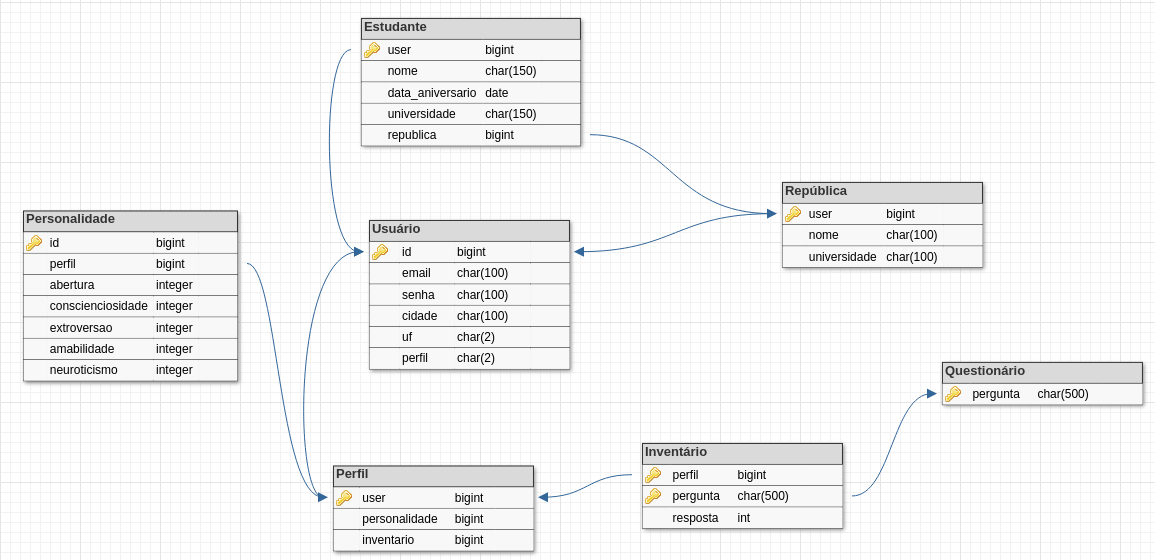 Estudante
user bigint
nome char(150)
data_aniversario date
universidade char(150)
republica bigint
República
user bigint
nome char(100)
universidade char(100)
Personalidade
id bigint
perfil bigint
abertura integer
conscienciosidade integer
extroversao integer
amabilidade integer
neuroticismo integer
Usuário
id bigint
email char(100)
senha char(100)
cidade char(100)
uf char(2)
perfil char(2)
Questionário
pergunta char(500)
Inventário
perfil bigint
pergunta char(500)
resposta int
Perfil
user bigint
personalidade bigint
inventario bigint